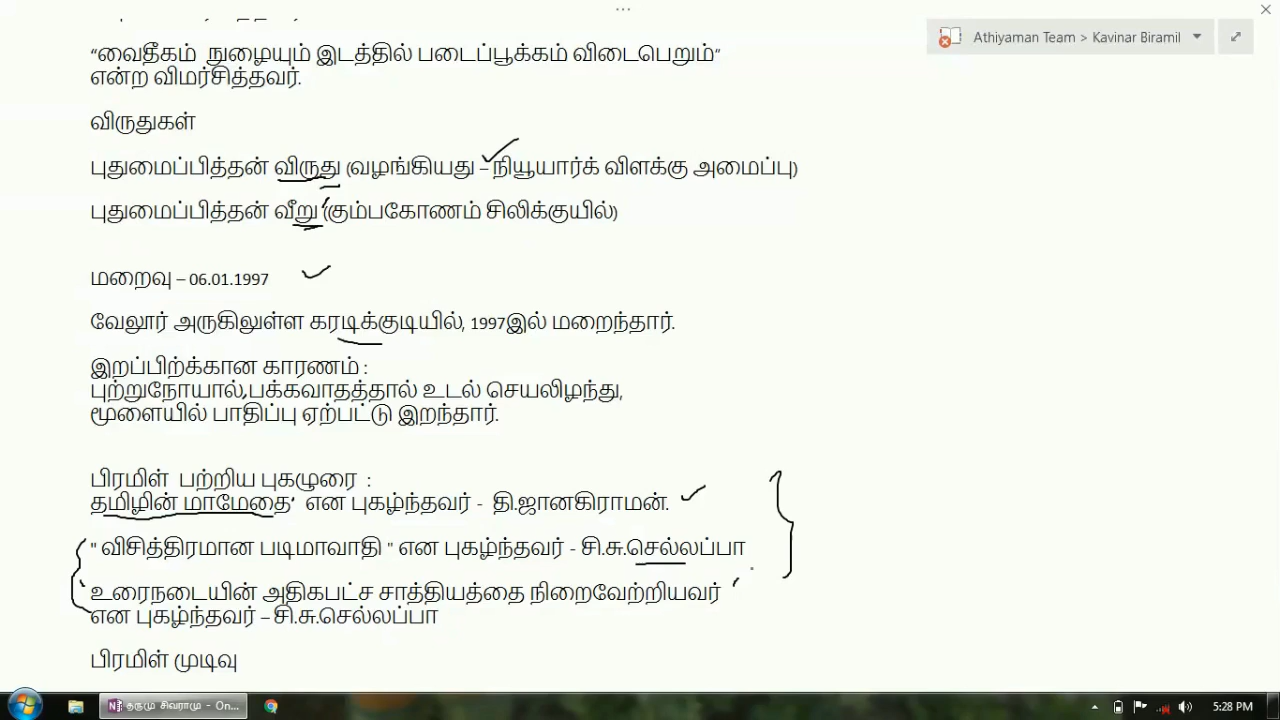 Athiyaman Team > Kavinar Biramil
“வைதீகம் நுழையும் இடத்தில் படைப்பூக்கம் விடைபெறும்“
என்ற விமர்சித்தவர்.
விருதுகள்
புதுமைப்பித்தன் விருது (வழங்கியது – நியூயார்க் விளக்கு அமைப்பு)
புதுமைப்பித்தன் வீறு (கும்பகோணம் சிலிக்குயில்)
மறைவு – 06.01.1997
வேலூர் அருகிலுள்ள கரடிக்குடியில், 1997இல் மறைந்தார்.
இறப்பிற்க்கான காரணம் :
புற்றுநோயால்,பக்கவாதத்தால் உடல் செயலிழந்து,
மூளையில் பாதிப்பு ஏற்பட்டு இறந்தார்.
பிரமிள் பற்றிய புகழுரை :
தமிழின் மாமேதை’ என புகழ்ந்தவர் - தி.ஜானகிராமன்.
" விசித்திரமான படிமாவாதி " என புகழ்ந்தவர் - சி.சு.செல்லப்பா
உரைநடையின் அதிகபட்ச சாத்தியத்தை நிறைவேற்றியவர்
என புகழ்ந்தவர் – சி.சு.செல்லப்பா
பிரமிள் முடிவு
தருமு சிவராமு - On...
5:28 PM